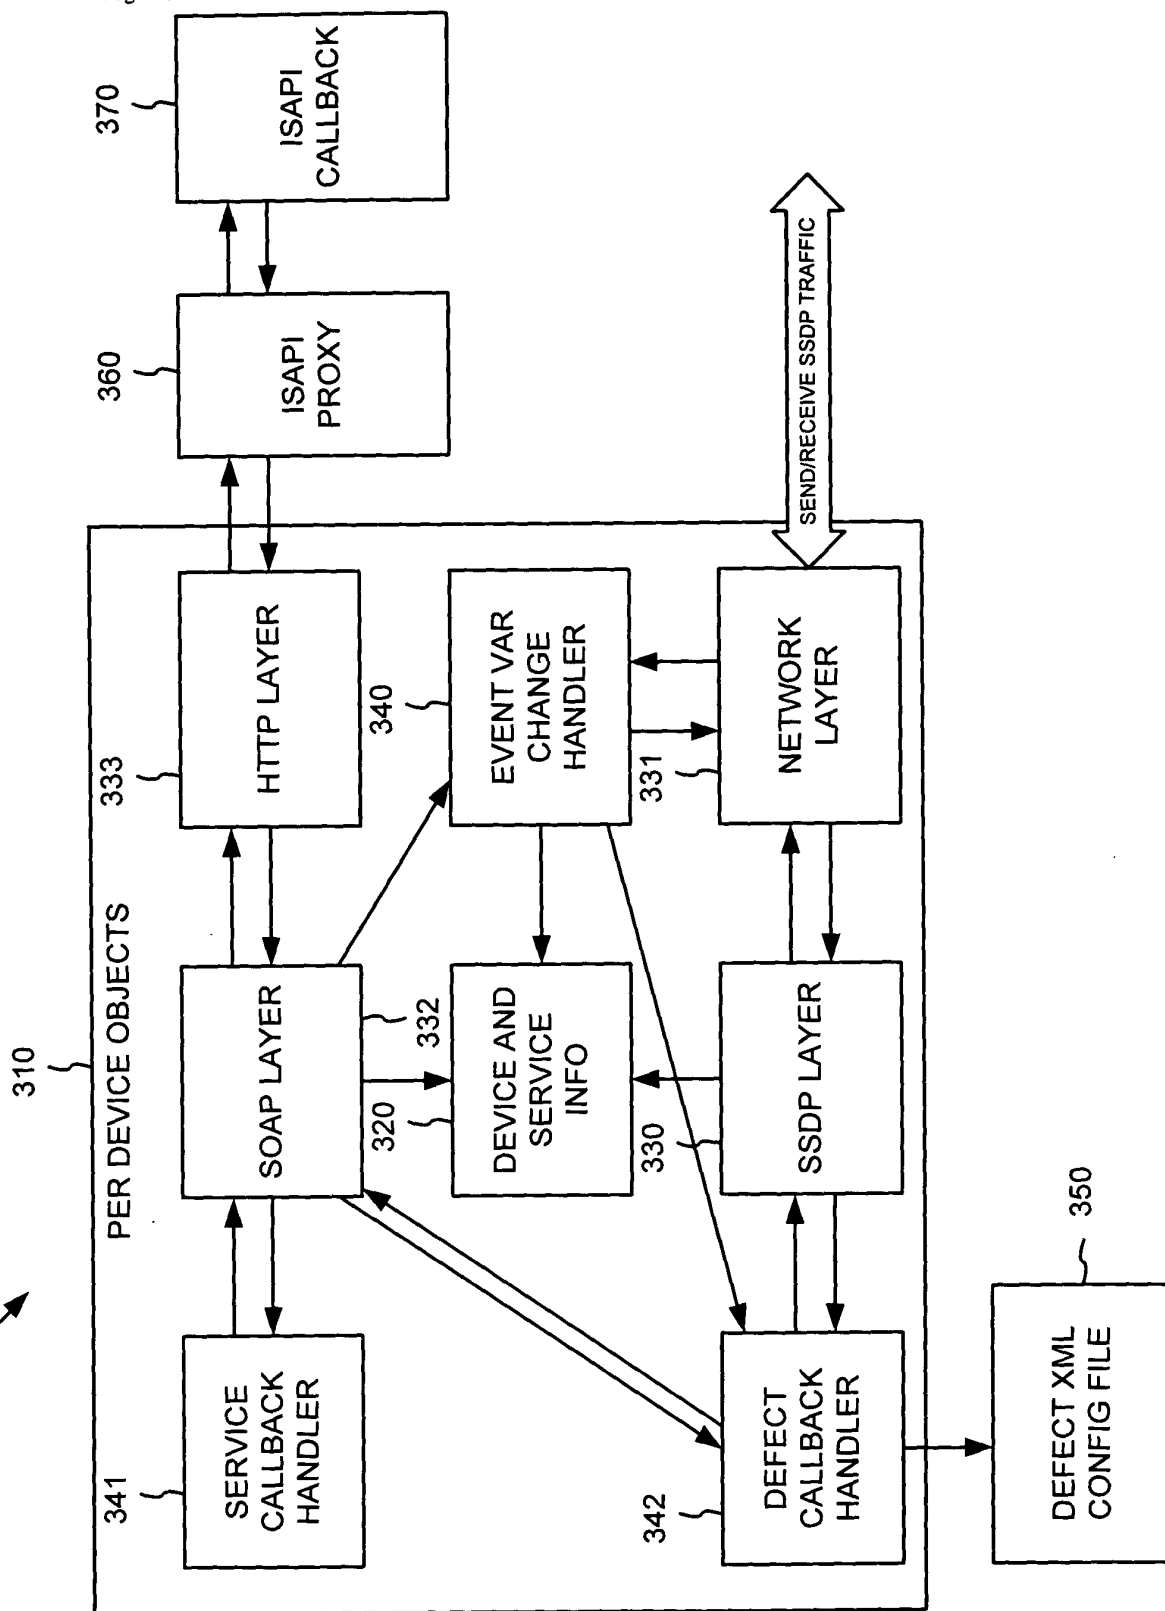 310
PER DEVICE OBJECTS
341
SERVICE
CALLBACK
HANDLER
SOAP LAYER
332
333
HTTP LAYER
360
ISAPI
PROXY
370
ISAPI
CALLBACK
320
DEVICE AND
SERVICE
INFO
340
EVENT VAR
CHANGE
HANDLER
342
DEFECT
CALLBACK
HANDLER
330
SSDP LAYER
331
NETWORK
LAYER
SEND/RECEIVE SSDP TRAFFIC
350
DEFECT XML
CONFIG FILE